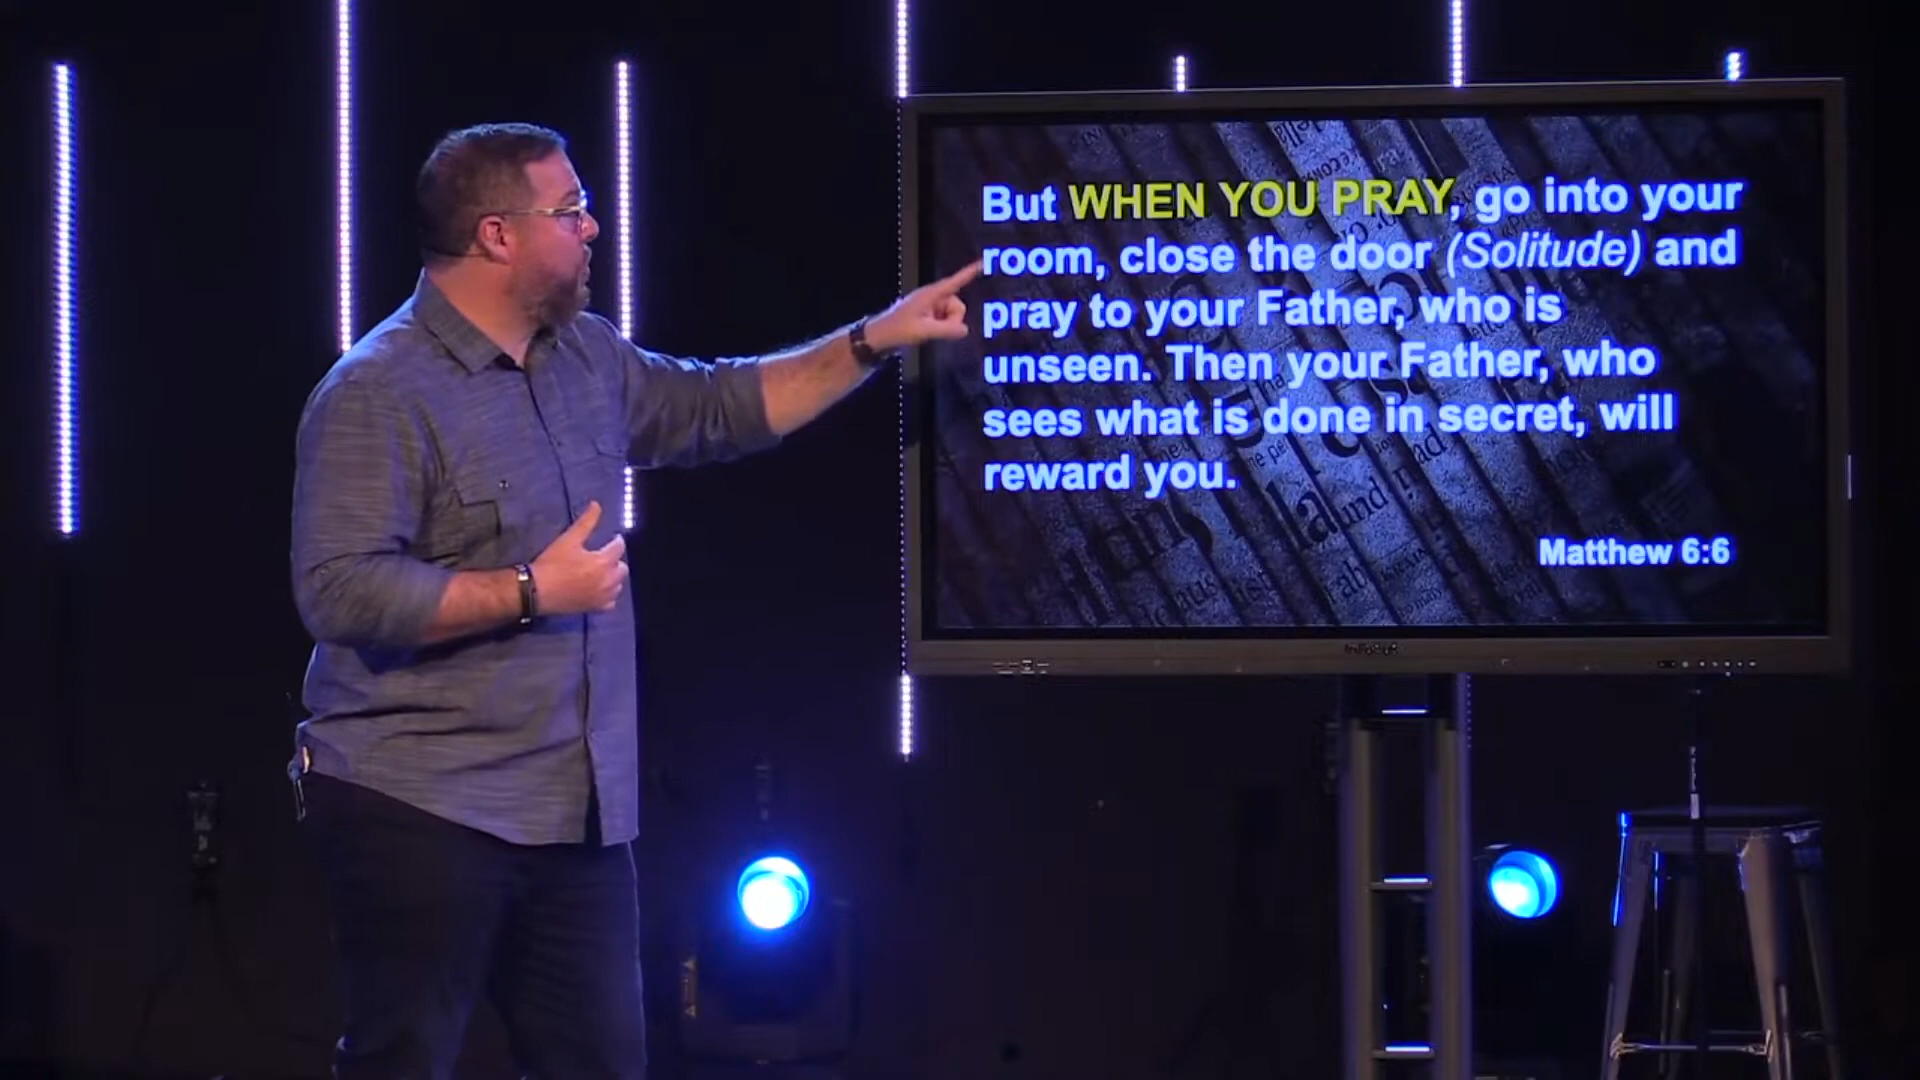 But WHEN YOU PRAY, go into your
room, close the door (Solitude) and
pray to your Father, who is
unseen. Then your Father, who
sees what is done in secret, will
reward you.
Matthew 6:6
InFocus